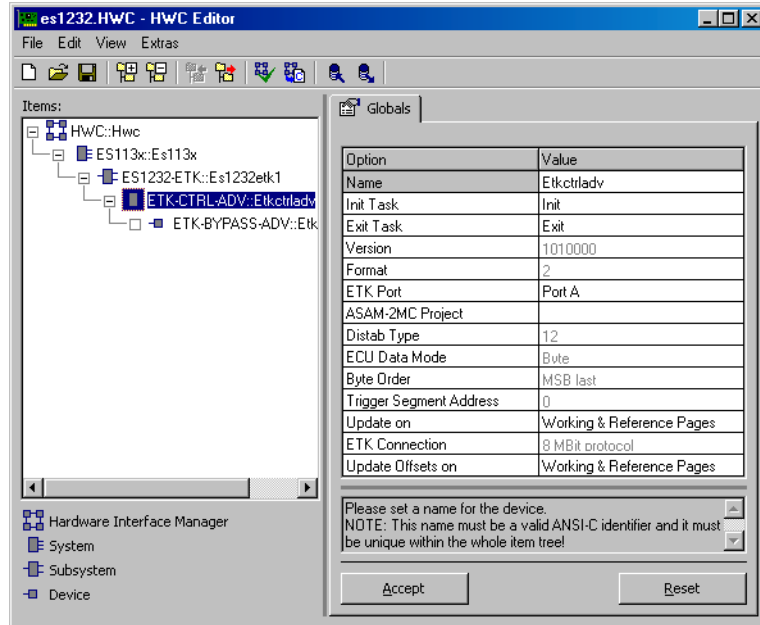 es1232.HWC - HWC Editor
File Edit View Extras
Items:
HWC::Hwc
ES113x::Es113x
ES1232-ETK::Es1232etk1
ETK-CTRL-ADV::Etkctrladv
ETK-BYPASS-ADV::Etk
Hardware Interface Manager
System
Subsystem
Device
Globals
Option Value
Name Etkctrladv
Init Task Init
Exit Task Exit
Version 1010000
Format 2
ETK Port Port A
ASAM-2MC Project
Distab Type 12
ECU Data Mode Byte
Byte Order MSB last
Trigger Segment Address 0
Update on Working & Reference Pages
ETK Connection 8 MBit protocol
Update Offsets on Working & Reference Pages
Please set a name for the device.
NOTE: This name must be a valid ANSI-C identifier and it must
be unique within the whole item tree!
Accept Reset